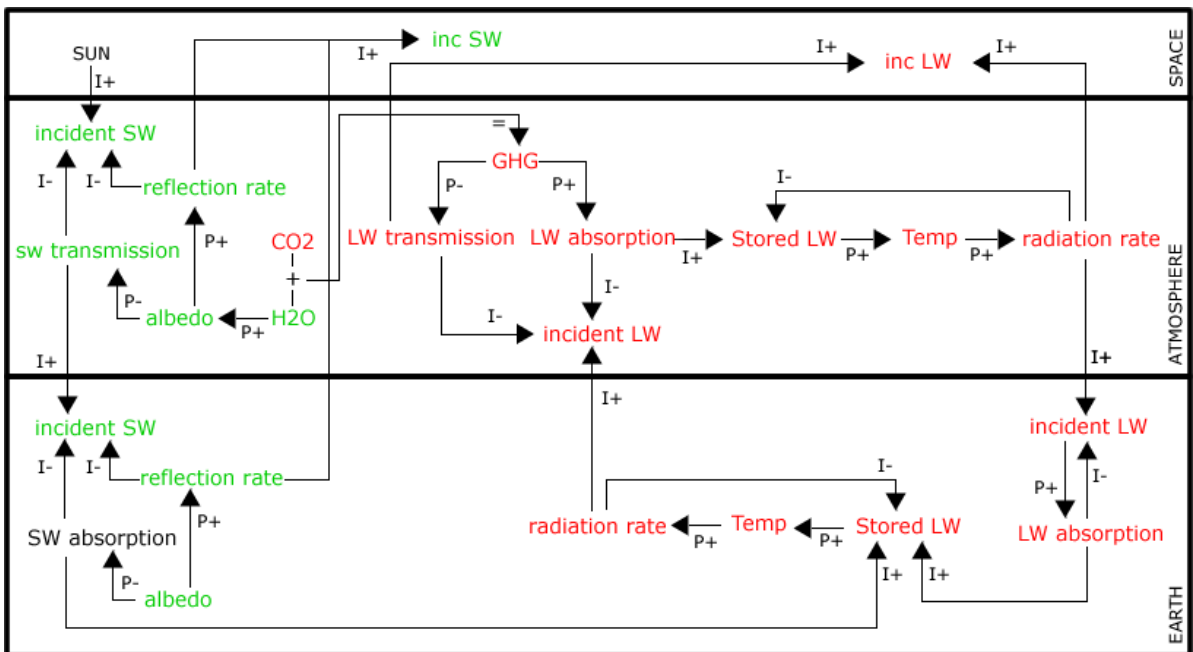 inc SW
I+
SUN
I+
I+
inc LW
I+
SPACE
incident SW
=
GHG
I-
I-
reflection rate
P-
P+
I-
P+
CO2
LW transmission
LW absorption
I+
Stored LW
P+
Temp
P+
radiation rate
sw transmission
+
P-
albedo
P+
H2O
I-
I-
incident LW
ATMOSPHERE
I+
I+
I+
incident SW
incident LW
I-
I-
reflection rate
I-
P+
I-
P+
SW absorption
radiation rate
P+
Temp
P+
Stored LW
LW absorption
P-
albedo
I+
I+
EARTH